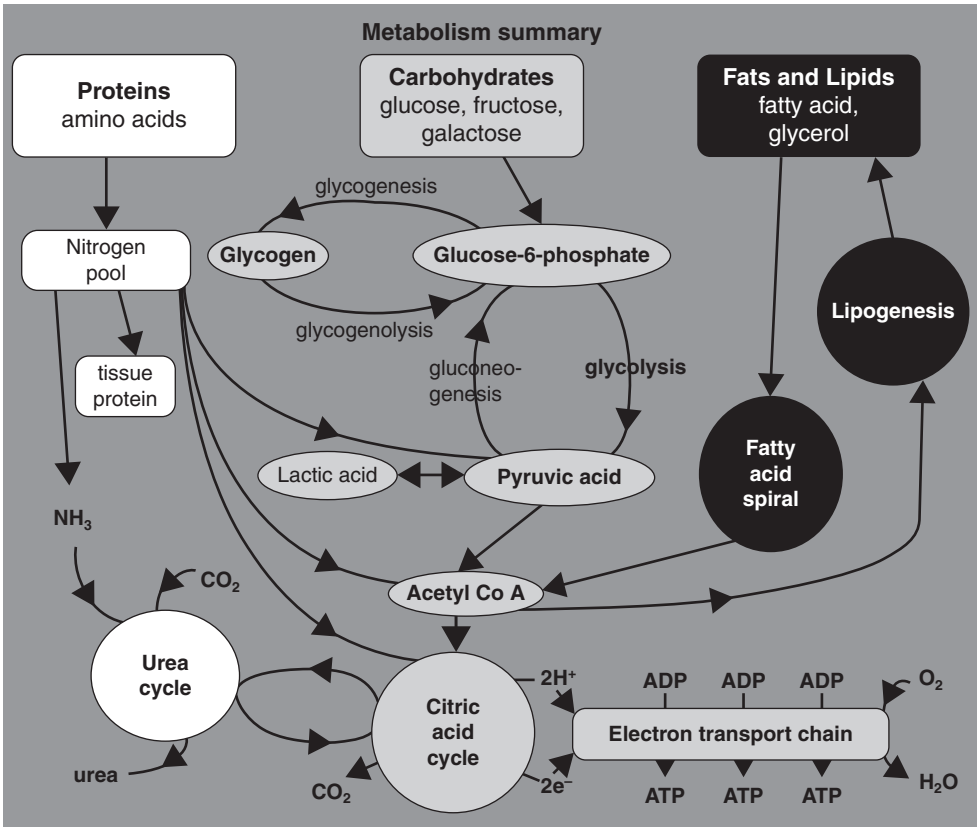 Metabolism summary
Proteins
amino acids
Carbohydrates
glucose, fructose,
galactose
Fats and Lipids
fatty acid,
glycerol
glycogenesis
Nitrogen
pool
Glycogen
Glucose-6-phosphate
Lipogenesis
glycogenolysis
tissue
protein
gluconeo-
genesis
glycolysis
Lactic acid
Pyruvic acid
Fatty
acid
spiral
NH₃
CO₂
Acetyl Co A
Urea
cycle
Citric
acid
cycle
2H⁺
2e⁻
ADP
ADP
ADP
O₂
Electron transport chain
urea
CO₂
ATP
ATP
ATP
H₂O